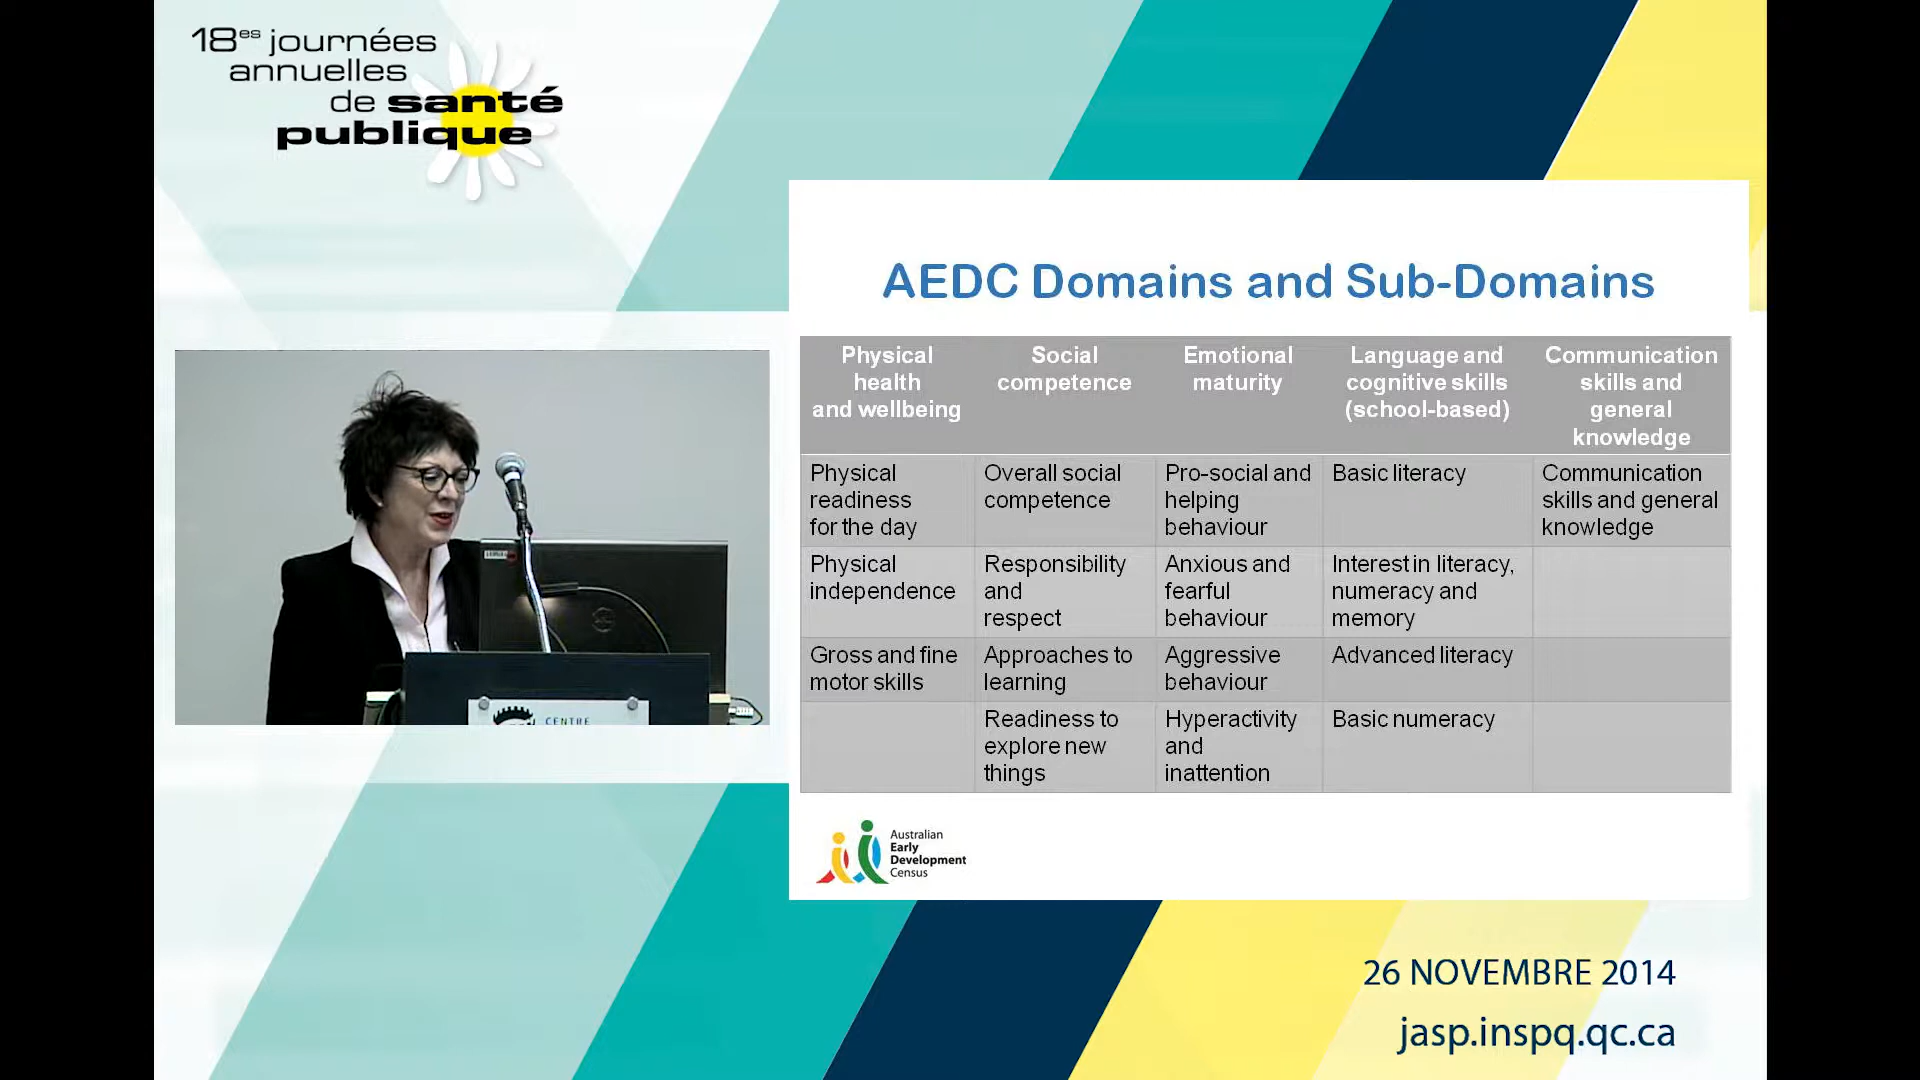 18es journées
annuelles
de santé
publique
AEDC Domains and Sub-Domains
Physical
health
and wellbeing
Social
competence
Emotional
maturity
Language and
cognitive skills
(school-based)
Communication
skills and
general
knowledge
Physical
readiness
for the day
Overall social
competence
Pro-social and
helping
behaviour
Basic literacy
Communication
skills and general
knowledge
Physical
independence
Responsibility
and
respect
Anxious and
fearful
behaviour
Interest in literacy,
numeracy and
memory
Gross and fine
motor skills
Approaches to
learning
Aggressive
behaviour
Advanced literacy
Readiness to
explore new
things
Hyperactivity
and
inattention
Basic numeracy
Australian
Early
Development
Census
CENTRE
26 NOVEMBRE 2014
jasp.inspq.qc.ca